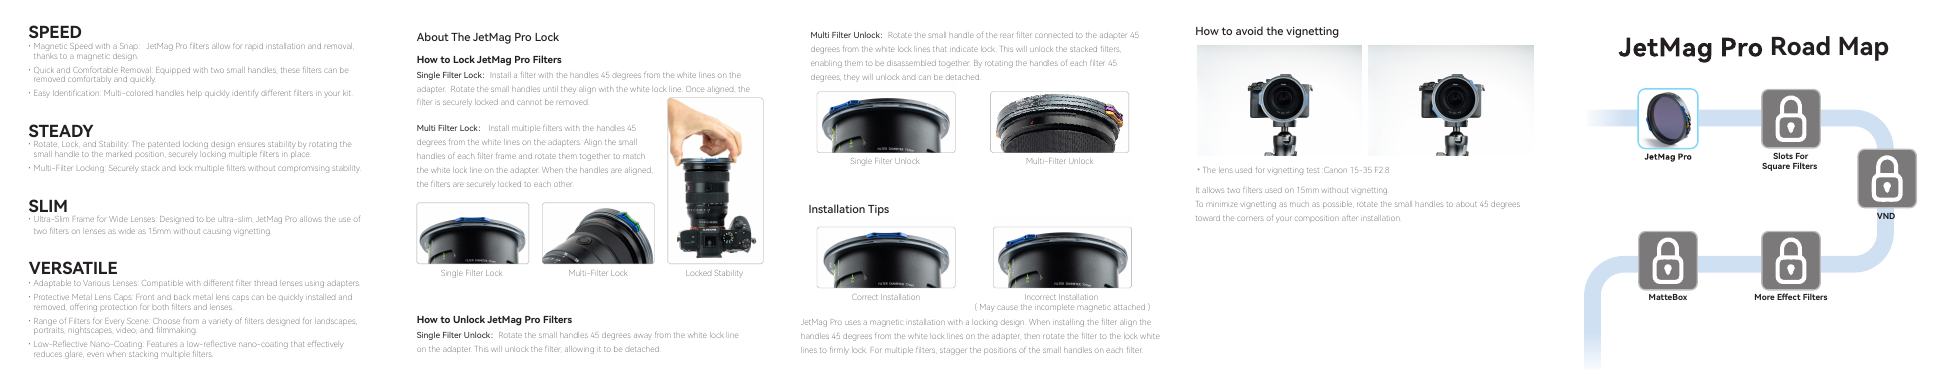 SPEED
• Magnetic Speed with a Snap: JetMag Pro filters allow for rapid installation and removal,
thanks to a magnetic design.
• Quick and Comfortable Removal: Equipped with two small handles, these filters can be
removed comfortably and quickly.
• Easy Identification: Multi-colored handles help quickly identify different filters in your kit.
STEADY
• Rotate, Lock, and Stability: The patented locking design ensures stability by rotating the
small handle to the marked position, securely locking multiple filters in place.
• Multi-Filter Locking: Securely stack and lock multiple filters without compromising stability.
SLIM
• Ultra-Slim Frame for Wide Lenses: Designed to be ultra-slim, JetMag Pro allows the use of
two filters on lenses as wide as 15mm without causing vignetting.
VERSATILE
• Adaptable to Various Lenses: Compatible with different filter thread lenses using adapters.
• Protective Metal Lens Caps: Front and back metal lens caps can be quickly installed and
removed, offering protection for both filters and lenses.
• Range of Filters for Every Scene: Choose from a variety of filters designed for landscapes,
portraits, nightscapes, video, and filmmaking.
• Low-Reflective Nano-Coating: Features a low-reflective nano-coating that effectively
reduces glare, even when stacking multiple filters.
About The JetMag Pro Lock
How to Lock JetMag Pro Filters
Single Filter Lock: Install a filter with the handles 45 degrees from the white lines on the
adapter. Rotate the small handles until they align with the white lock line. Once aligned, the
filter is securely locked and cannot be removed.
Multi Filter Lock: Install multiple filters with the handles 45
degrees from the white lines on the adapters. Align the small
handles of each filter frame and rotate them together to match
the white lock line on the adapter. When the handles are aligned,
the filters are securely locked to each other.
Single Filter Lock
Multi-Filter Lock
Locked Stability
How to Unlock JetMag Pro Filters
Single Filter Unlock: Rotate the small handles 45 degrees away from the white lock line
on the adapter. This will unlock the filter, allowing it to be detached.
Multi Filter Unlock: Rotate the small handle of the rear filter connected to the adapter 45
degrees from the white lock lines that indicate lock. This will unlock the stacked filters,
enabling them to be disassembled together. By rotating the handles of each filter 45
degrees, they will unlock and can be detached.
Single Filter Unlock
Multi-Filter Unlock
Installation Tips
Correct Installation
Incorrect Installation
( May cause the incomplete magnetic attached )
JetMag Pro uses a magnetic installation with a locking design. When installing the filter align the
handles 45 degrees from the white lock lines on the adapter, then rotate the filter to the lock white
lines to firmly lock. For multiple filters, stagger the positions of the small handles on each filter.
How to avoid the vignetting
• The lens used for vignetting test :Canon 15-35 F2.8
It allows two filters used on 15mm without vignetting.
To minimize vignetting as much as possible, rotate the small handles to about 45 degrees
toward the corners of your composition after installation.
JetMag Pro Road Map
JetMag Pro
Slots For
Square Filters
VND
MatteBox
More Effect Filters